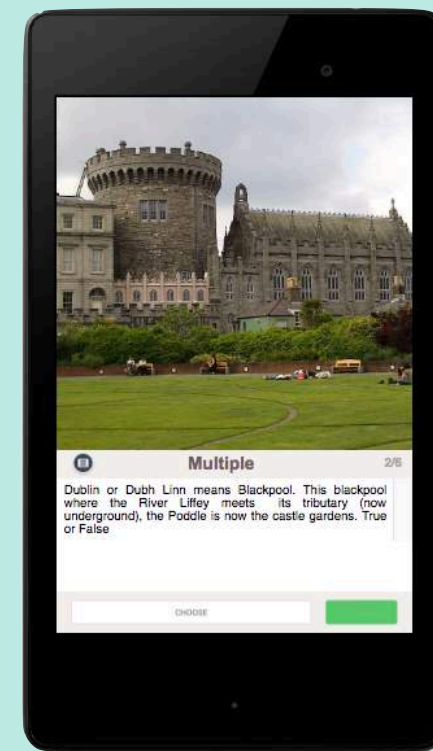 Multiple
2/5
Dublin or Dubh Linn means Blackpool. This blackpool
where the River Liffey meets its tributary (now
underground), the Poddle is now the castle gardens. True
or False
CHOOSE